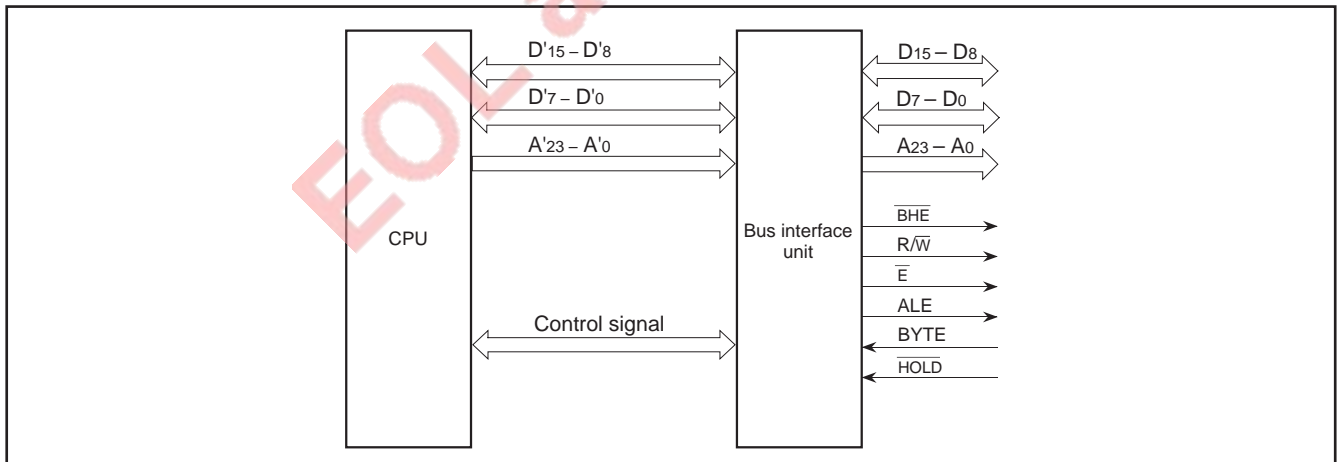 EOL a
D'15 – D'8
D15 – D8
D'7 – D'0
D7 – D0
A'23 – A'0
A23 – A0
BHE
CPU
Bus interface
unit
R/W
E
ALE
Control signal
BYTE
HOLD